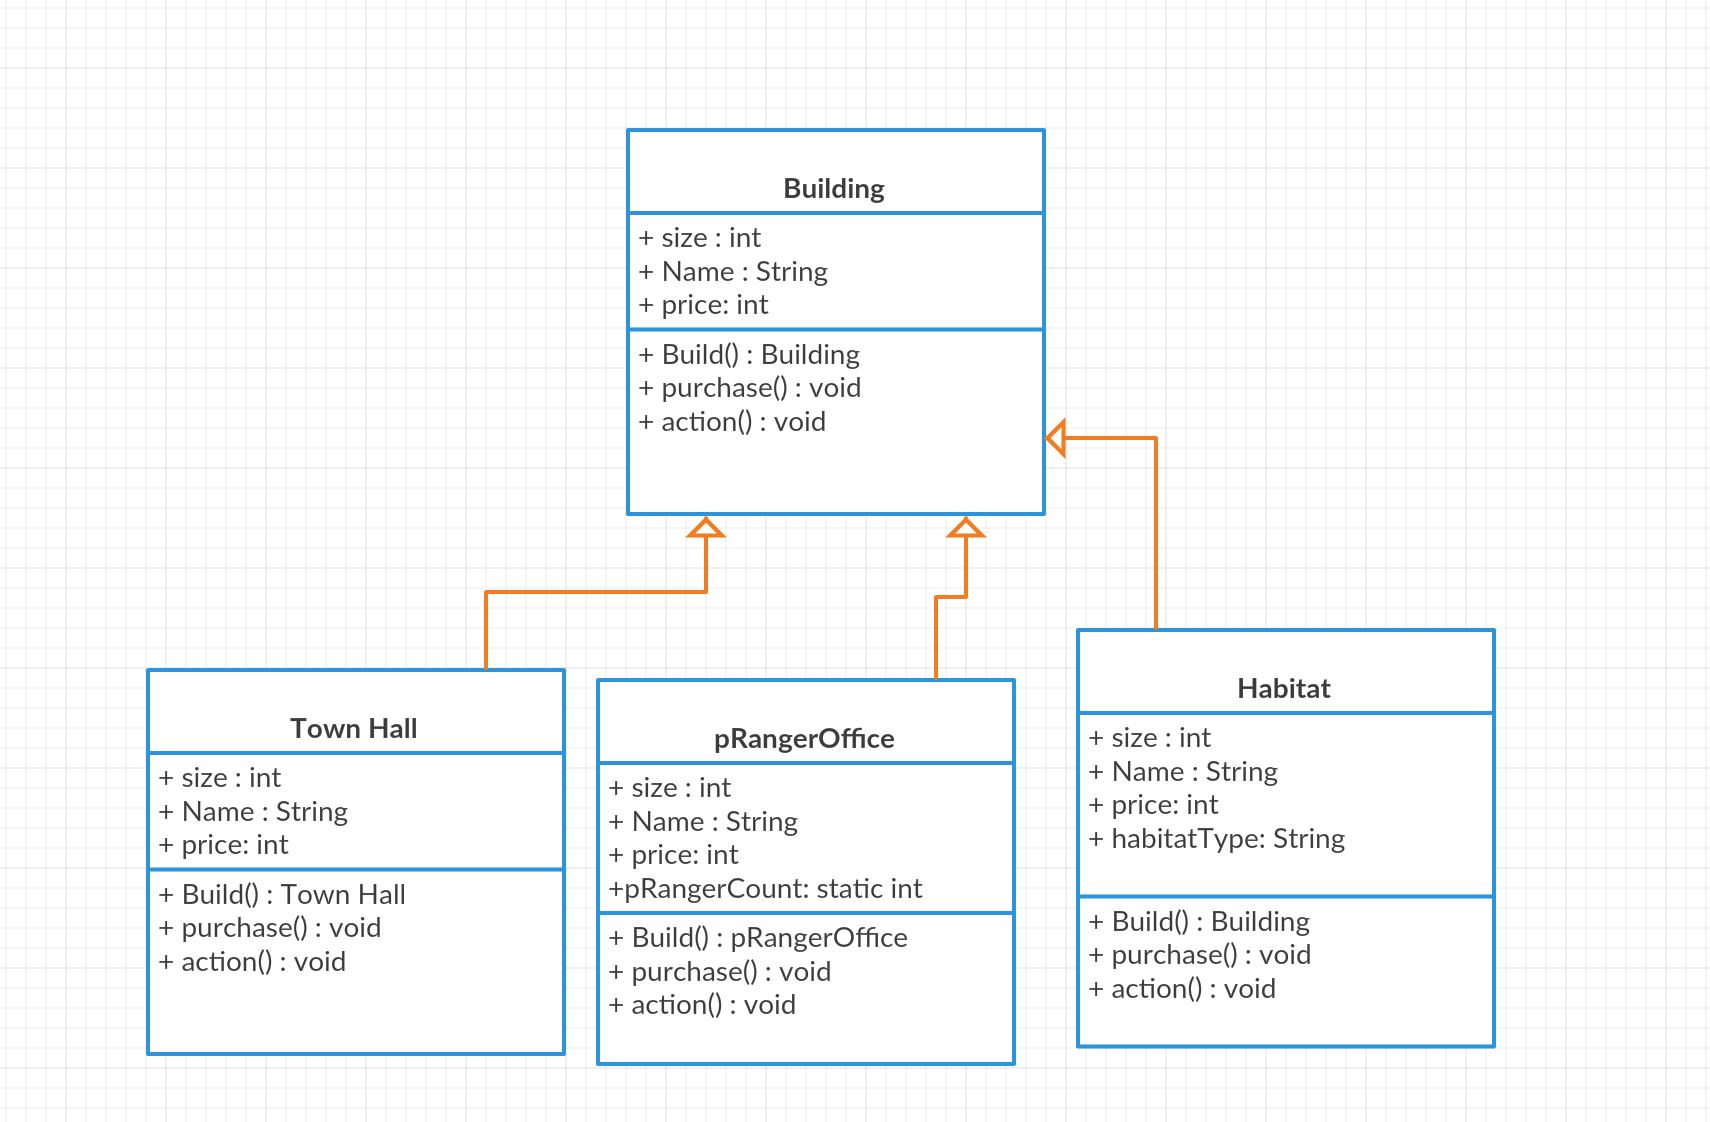 Building
+ size : int
+ Name : String
+ price: int
+ Build() : Building
+ purchase() : void
+ action() : void
Town Hall
+ size : int
+ Name : String
+ price: int
+ Build() : Town Hall
+ purchase() : void
+ action() : void
pRangerOffice
+ size : int
+ Name : String
+ price: int
+pRangerCount: static int
+ Build() : pRangerOffice
+ purchase() : void
+ action() : void
Habitat
+ size : int
+ Name : String
+ price: int
+ habitatType: String
+ Build() : Building
+ purchase() : void
+ action() : void